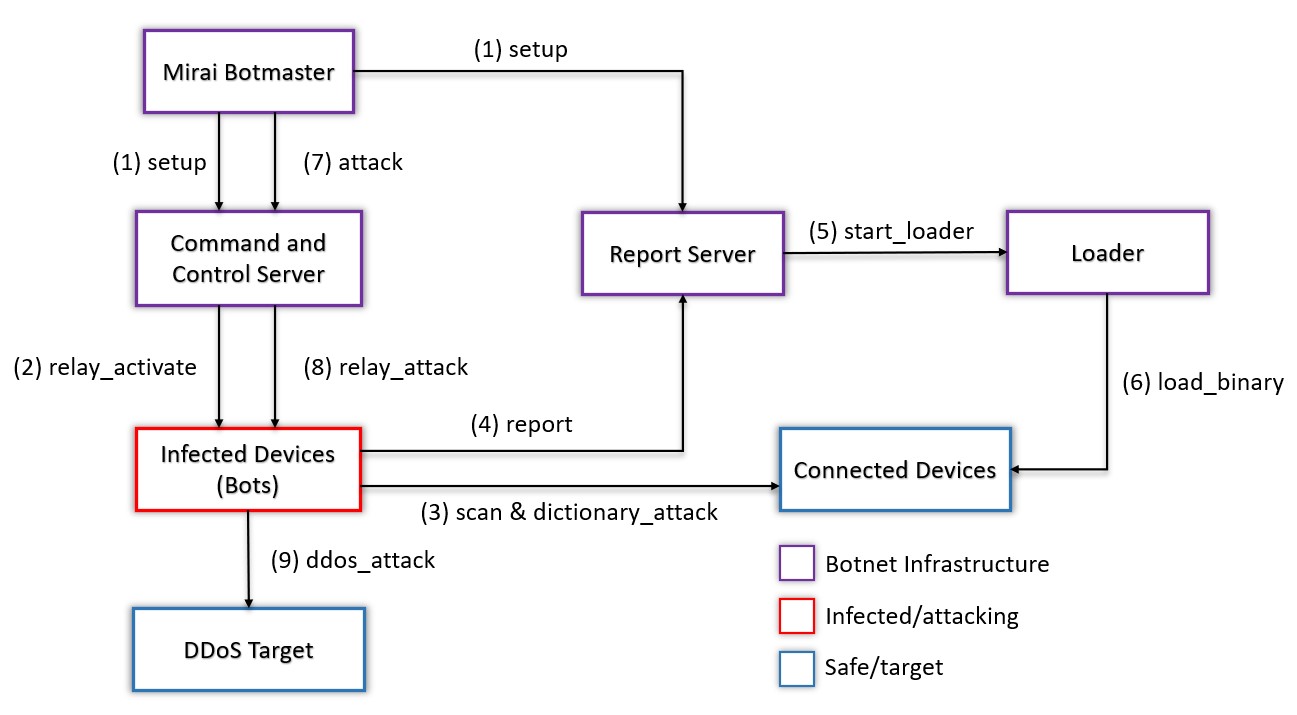 (1) setup
Mirai Botmaster
(1) setup
(7) attack
Command and
Control Server
Report Server
(5) start_loader
Loader
(2) relay_activate
(8) relay_attack
(6) load_binary
(4) report
Infected Devices
(Bots)
Connected Devices
(3) scan & dictionary_attack
(9) ddos_attack
DDoS Target
Botnet Infrastructure
Infected/attacking
Safe/target